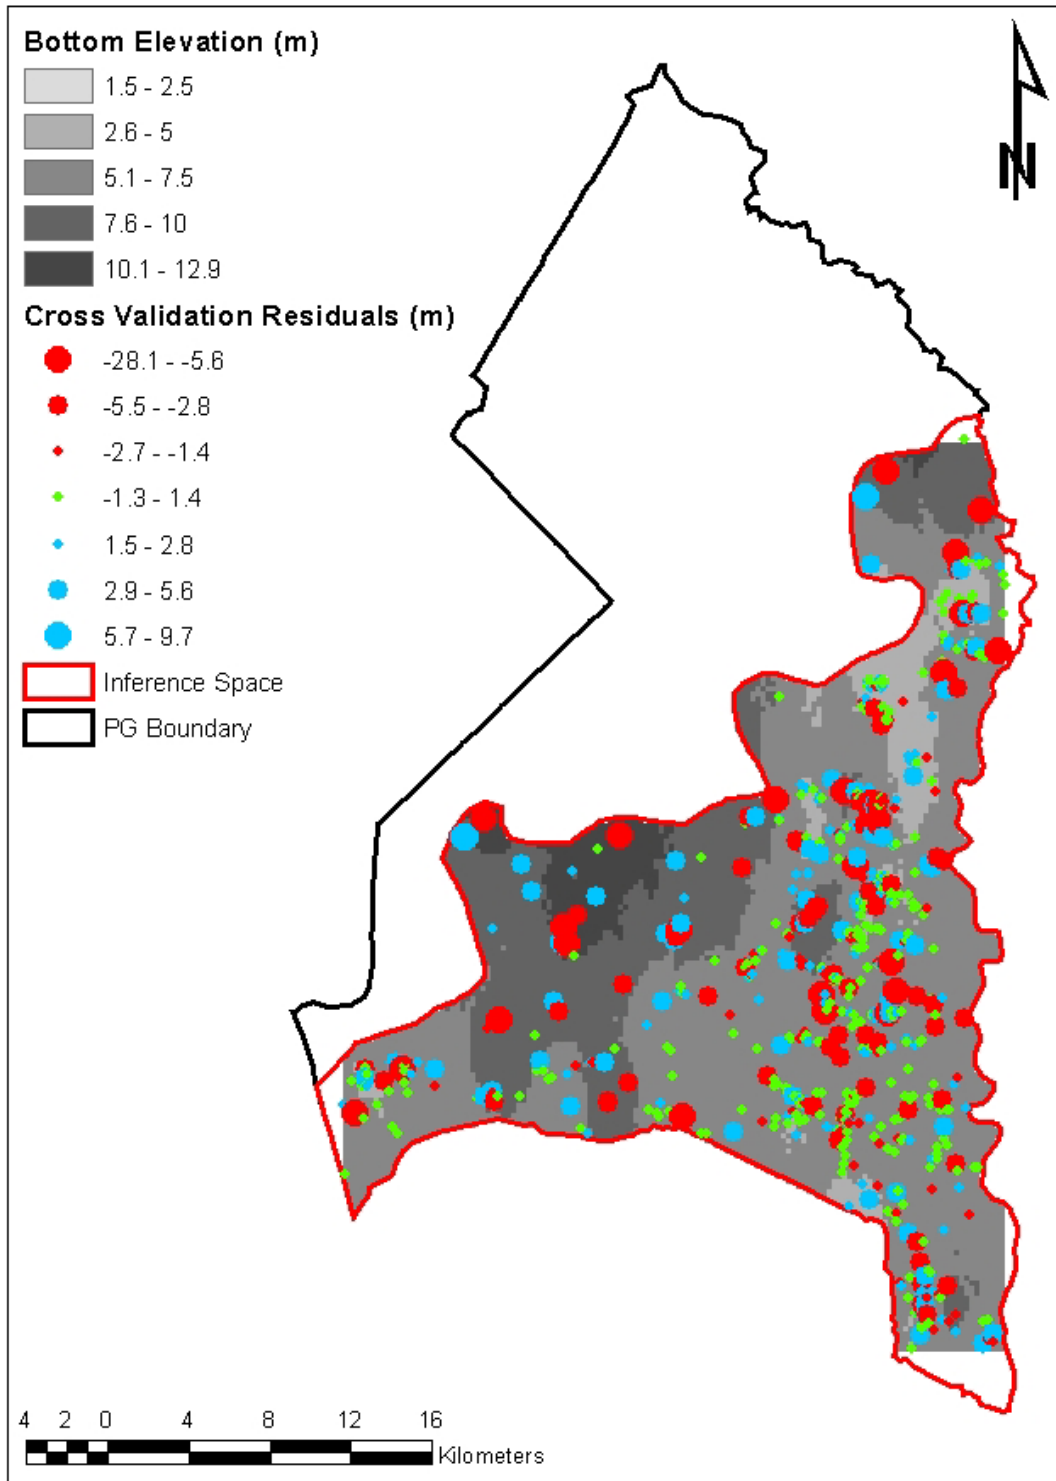 Bottom Elevation (m)
1.5 - 2.5
2.6 - 5
5.1 - 7.5
7.6 - 10
10.1 - 12.9
Cross Validation Residuals (m)
-28.1 - -5.6
-5.5 - -2.8
-2.7 - -1.4
-1.3 - 1.4
1.5 - 2.8
2.9 - 5.6
5.7 - 9.7
Inference Space
PG Boundary
N
4 2 0 4 8 12 16
Kilometers